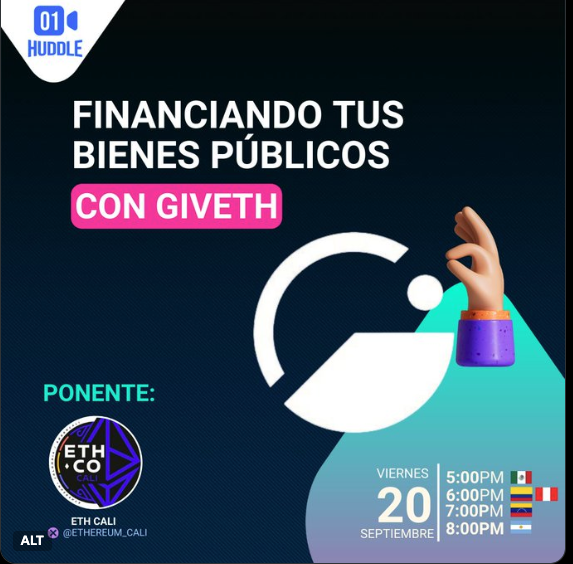 01
HUDDLE
FINANCIANDO TUS
BIENES PÚBLICOS
CON GIVETH
PONENTE:
ETH
CO
CALI
ETH CALI
@ETHEREUM_CALI
ALT
VIERNES
20
SEPTIEMBRE
5:00PM
6:00PM
7:00PM
8:00PM